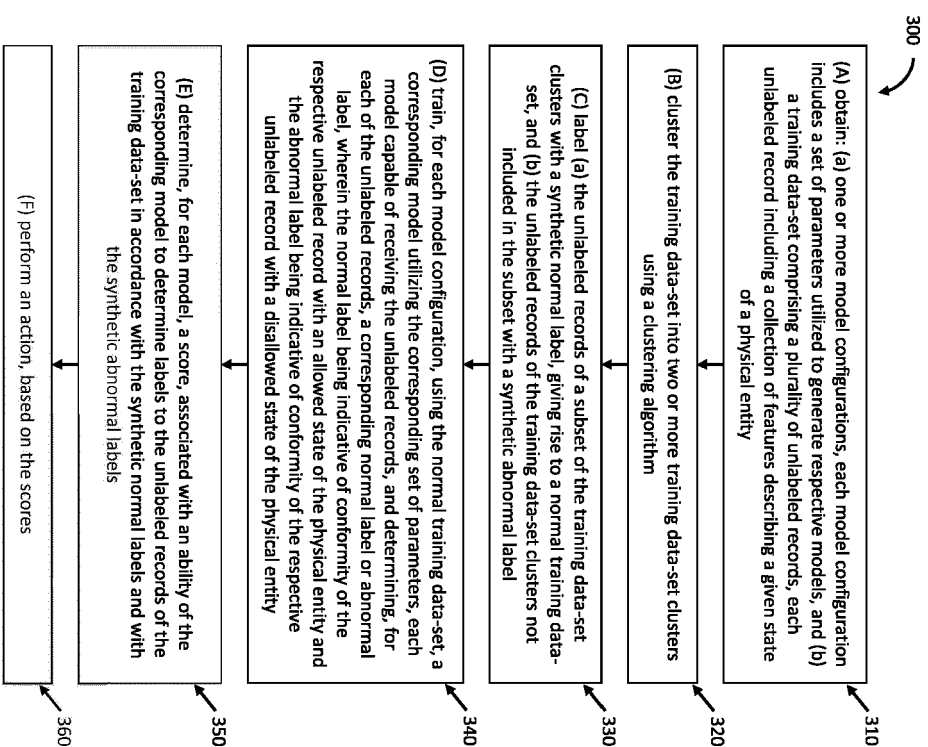 300
(A) obtain: (a) one or more model configurations, each model configuration
includes a set of parameters utilized to generate respective models, and (b)
a training data-set comprising a plurality of unlabeled records, each
unlabeled record including a collection of features describing a given state
of a physical entity
310
(B) cluster the training data-set into two or more training data-set clusters
using a clustering algorithm
320
(C) label (a) the unlabeled records of a subset of the training data-set
clusters with a synthetic normal label, giving rise to a normal training data-
set, and (b) the unlabeled records of the training data-set clusters not
included in the subset with a synthetic abnormal label
330
(D) train, for each model configuration, using the normal training data-set, a
corresponding model utilizing the corresponding set of parameters, each
model capable of receiving the unlabeled records, and determining, for
each of the unlabeled records, a corresponding normal label or abnormal
label, wherein the normal label being indicative of conformity of the
respective unlabeled record with an allowed state of the physical entity and
the abnormal label being indicative of conformity of the respective
unlabeled record with a disallowed state of the physical entity
340
(E) determine, for each model, a score, associated with an ability of the
corresponding model to determine labels to the unlabeled records of the
training data-set in accordance with the synthetic normal labels and with
the synthetic abnormal labels
350
(F) perform an action, based on the scores
360